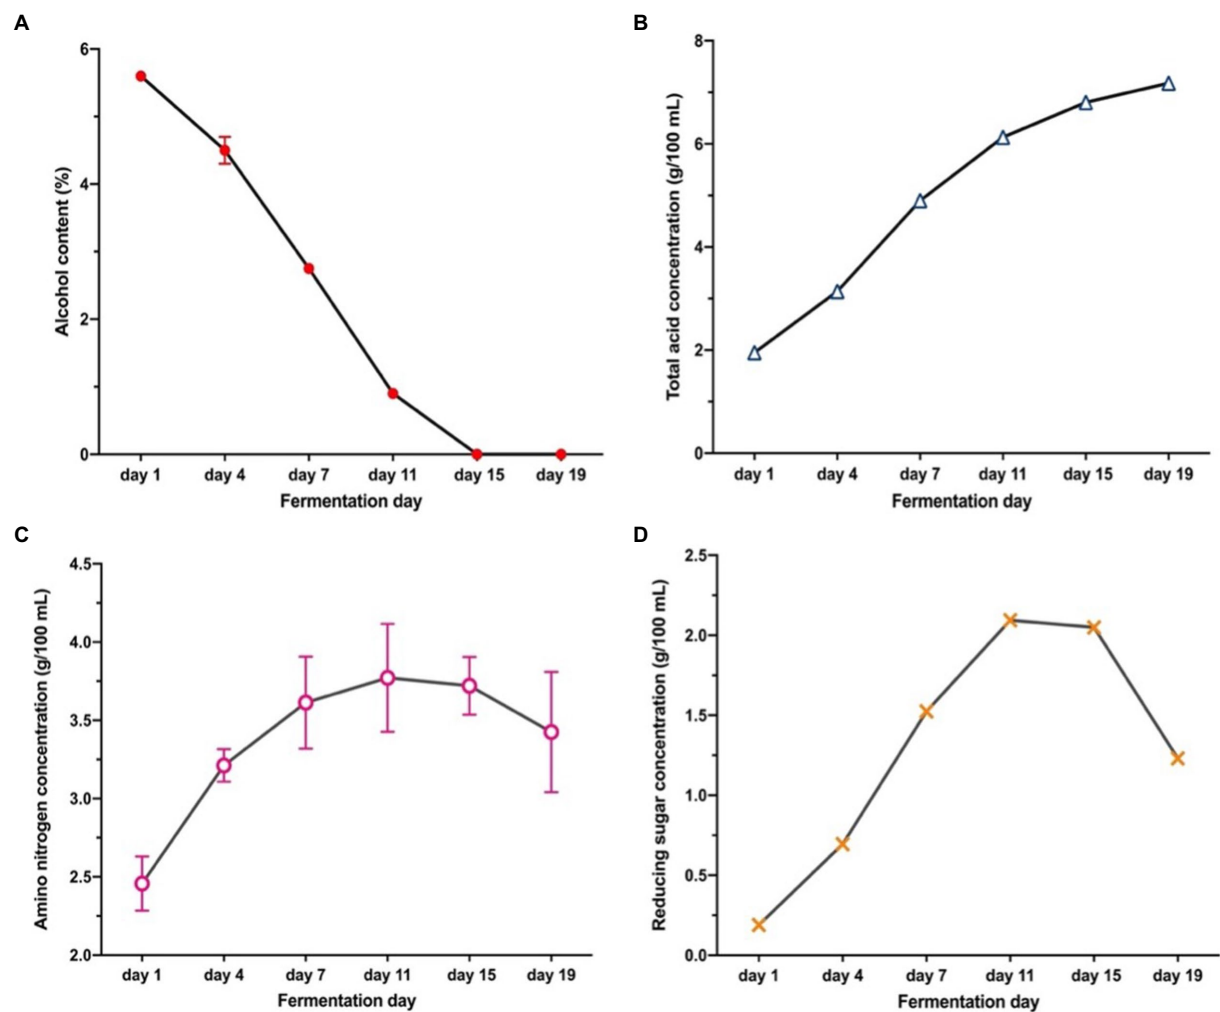 A
Alcohol content (%)
6
4
2
0
day 1 day 4 day 7 day 11 day 15 day 19
Fermentation day
B
Total acid concentration (g/100 mL)
8
6
4
2
0
day 1 day 4 day 7 day 11 day 15 day 19
Fermentation day
C
Amino nitrogen concentration (g/100 mL)
4.5
4.0
3.5
3.0
2.5
2.0
day 1 day 4 day 7 day 11 day 15 day 19
Fermentation day
D
Reducing sugar concentration (g/100 mL)
2.5
2.0
1.5
1.0
0.5
0.0
day 1 day 4 day 7 day 11 day 15 day 19
Fermentation day